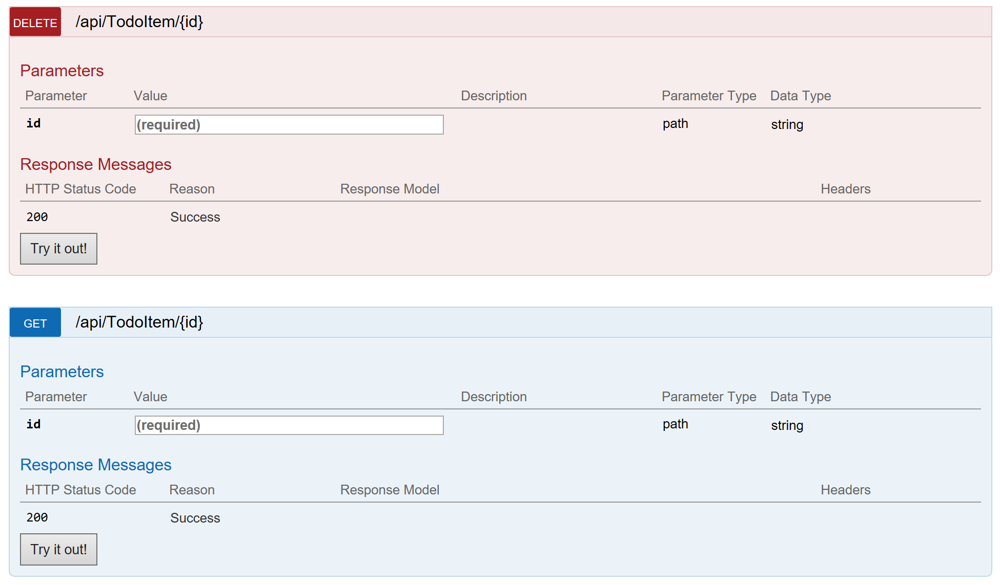 DELETE /api/TodoItem/{id}
Parameters
Parameter Value Description Parameter Type Data Type
id (required) path string
Response Messages
HTTP Status Code Reason Response Model Headers
200 Success
Try it out!
GET /api/TodoItem/{id}
Parameters
Parameter Value Description Parameter Type Data Type
id (required) path string
Response Messages
HTTP Status Code Reason Response Model Headers
200 Success
Try it out!